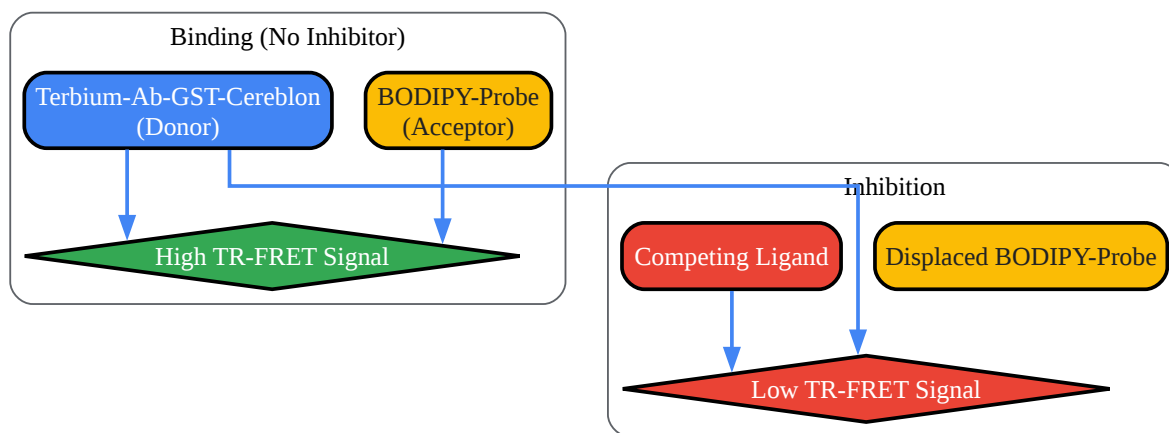 Binding (No Inhibitor)
Terbium-Ab-GST-Cereblon
(Donor)
BODIPY-Probe
(Acceptor)
High TR-FRET Signal
Inhibition
Competing Ligand
Displaced BODIPY-Probe
Low TR-FRET Signal